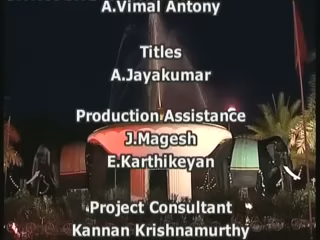 A.Vimal Antony
Titles
A.Jayakumar
Production Assistance
J.Magesh
E.Karthikeyan
Project Consultant
Kannan Krishnamurthy